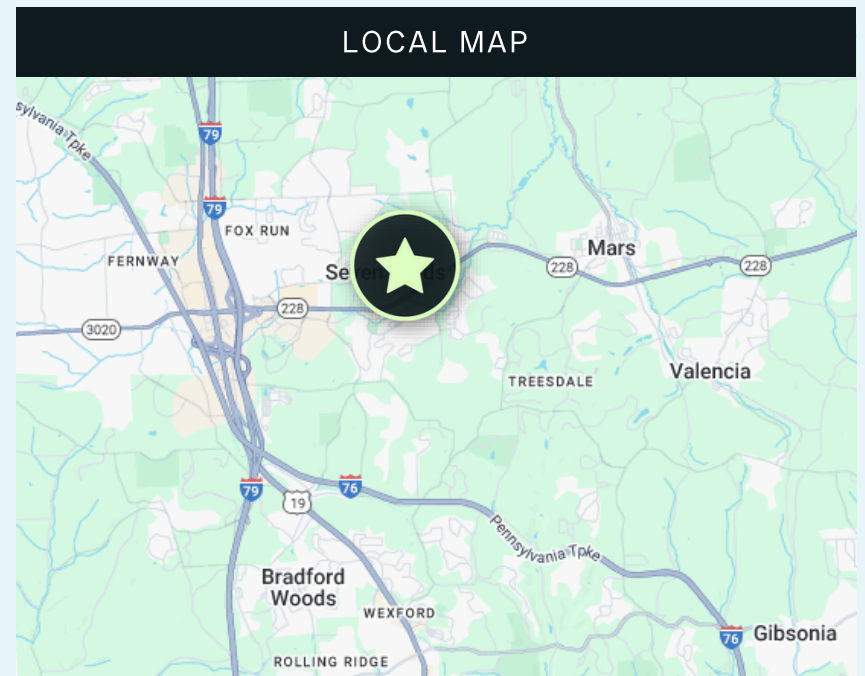 LOCAL MAP
sylvania Tpke
79
79
FOX RUN
FERNWAY
Mars
228
228
228
3020
Valencia
TREESDALE
79
76
19
Pennsylvania Tpke
Bradford
Woods
WEXFORD
76
Gibsonia
ROLLING RIDGE